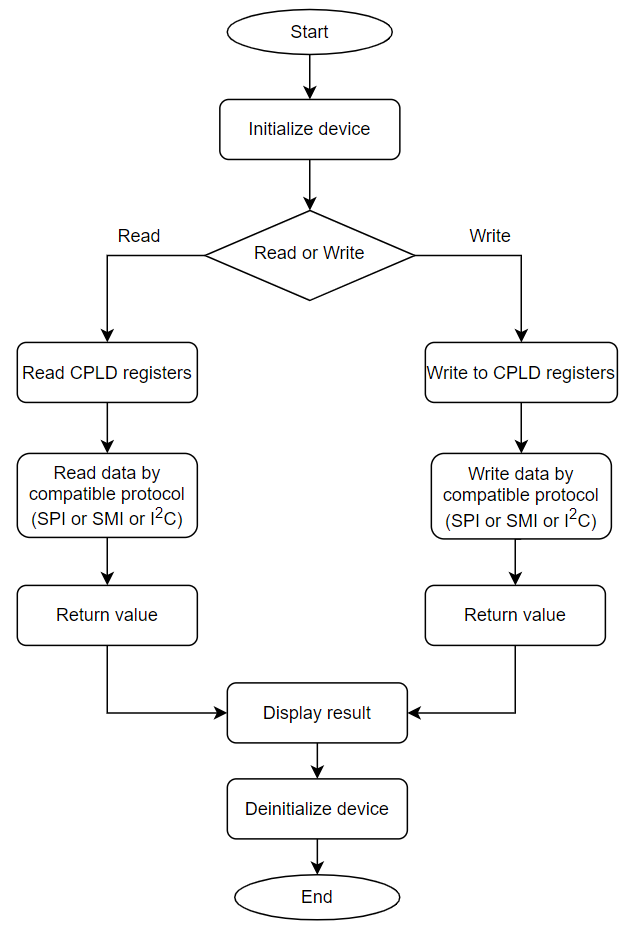 Start
Initialize device
Read or Write
Read
Write
Read CPLD registers
Write to CPLD registers
Read data by
compatible protocol
(SPI or SMI or I²C)
Write data by
compatible protocol
(SPI or SMI or I²C)
Return value
Return value
Display result
Deinitialize device
End